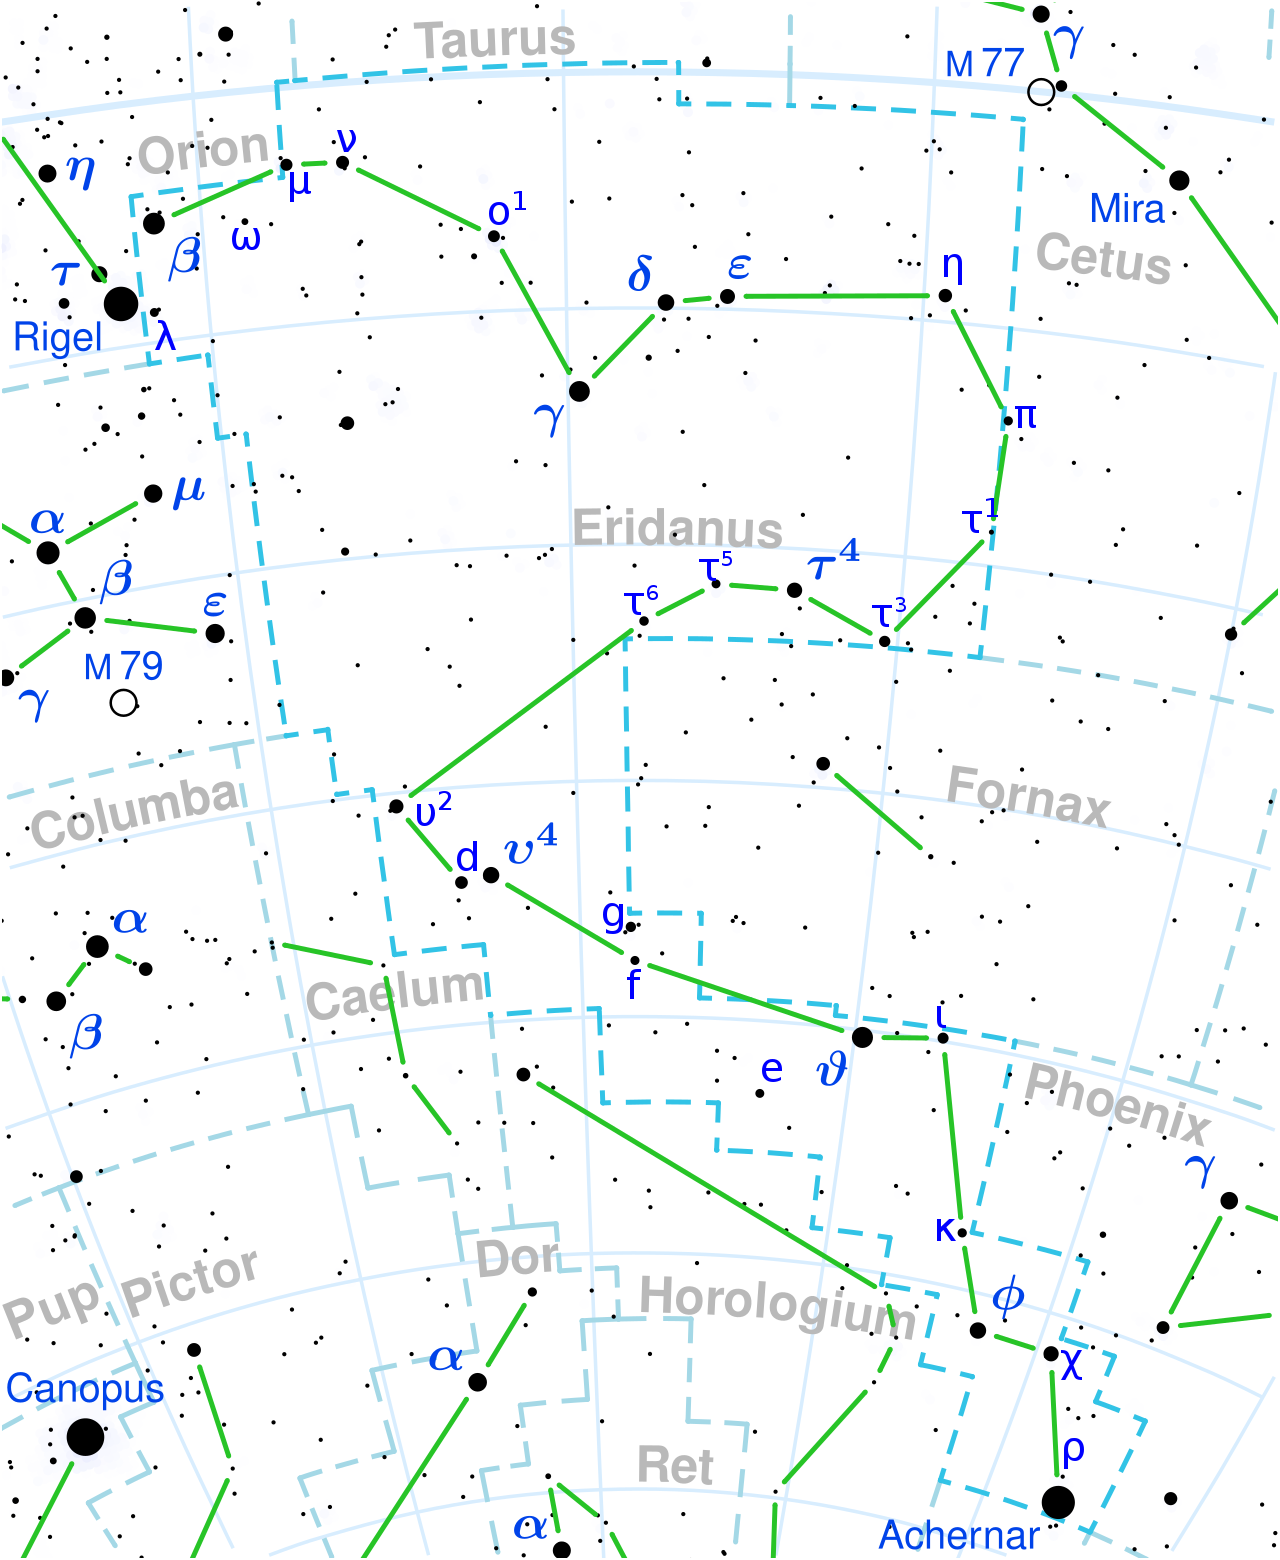 Taurus
γ
M 77
Orion
ν
η
μ
Mira
ο¹
β
ω
Cetus
τ
δ
ε
η
Rigel
λ
γ
π
μ
α
τ¹
Eridanus
β
τ⁵
τ⁴
ε
τ⁶
τ³
M 79
γ
Columba
Fornax
υ²
υ⁴
d
α
g
f
Caelum
ι
β
e
ϑ
Phoenix
γ
κ
Dor
Pictor
Pup
Horologium
ϕ
α
χ
Canopus
ρ
Ret
α
Achernar